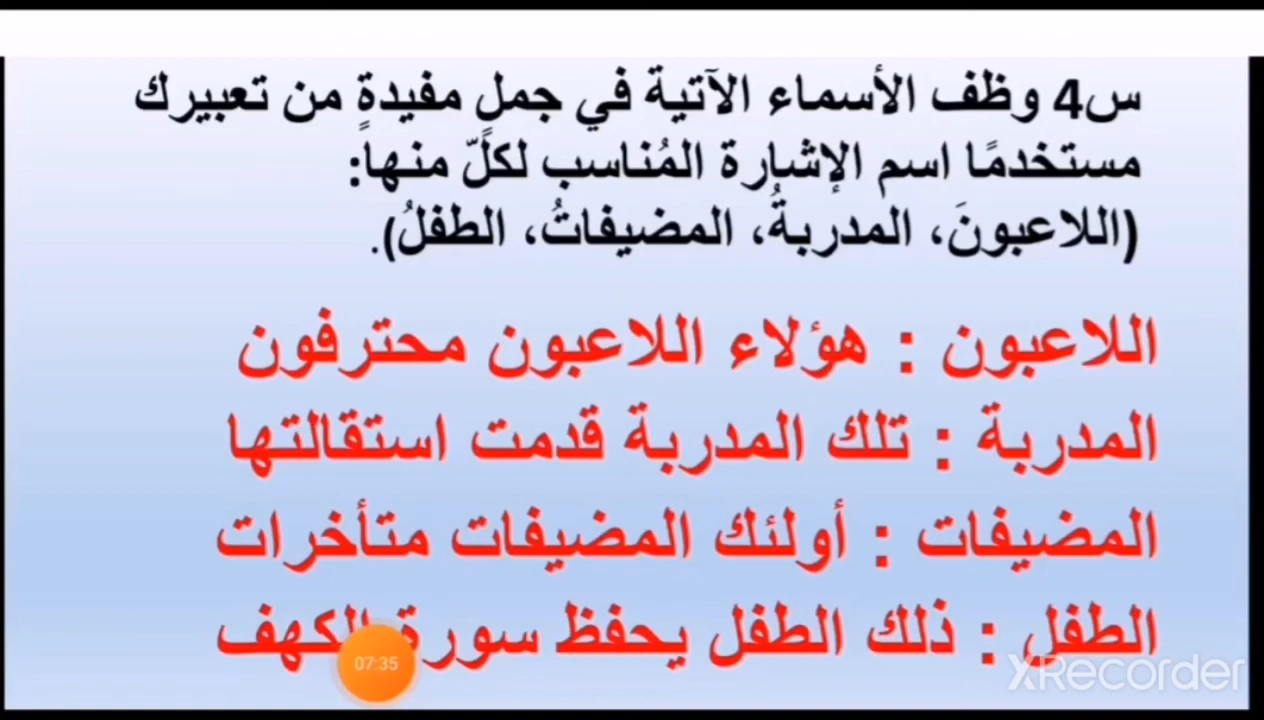 س4 وظف الأسماء الآتية في جملٍ مفيدةٍ من تعبيرك
مستخدمًا اسم الإشارة المُناسب لكلٍّ منها:
(اللاعبونَ، المدربةُ، المضيفاتُ، الطفلُ).
اللاعبون : هؤلاء اللاعبون محترفون
المدربة : تلك المدربة قدمت استقالتها
المضيفات : أولئك المضيفات متأخرات
الطفل : ذلك الطفل يحفظ سورة الكهف
07:35
XRecorder